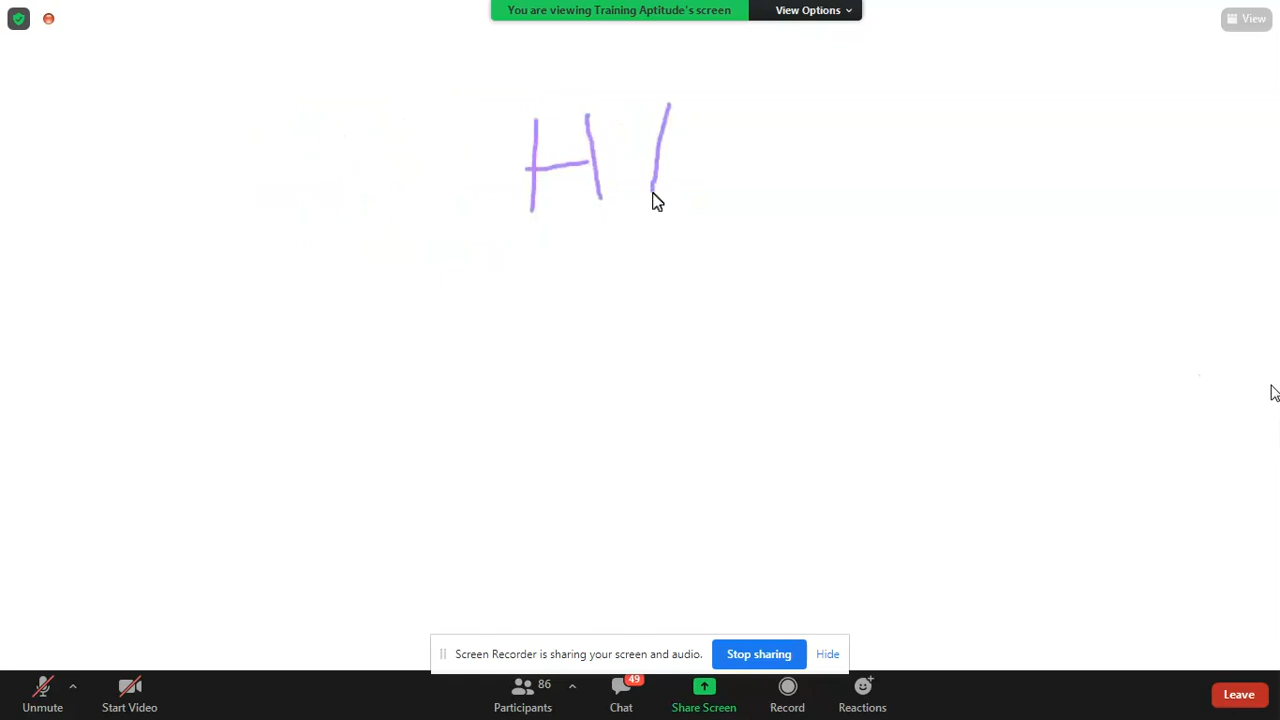 You are viewing Training Aptitude's screen View Options
View
H I
Screen Recorder is sharing your screen and audio. Stop sharing Hide
86 49
Unmute Start Video Participants Chat Share Screen Record Reactions Leave